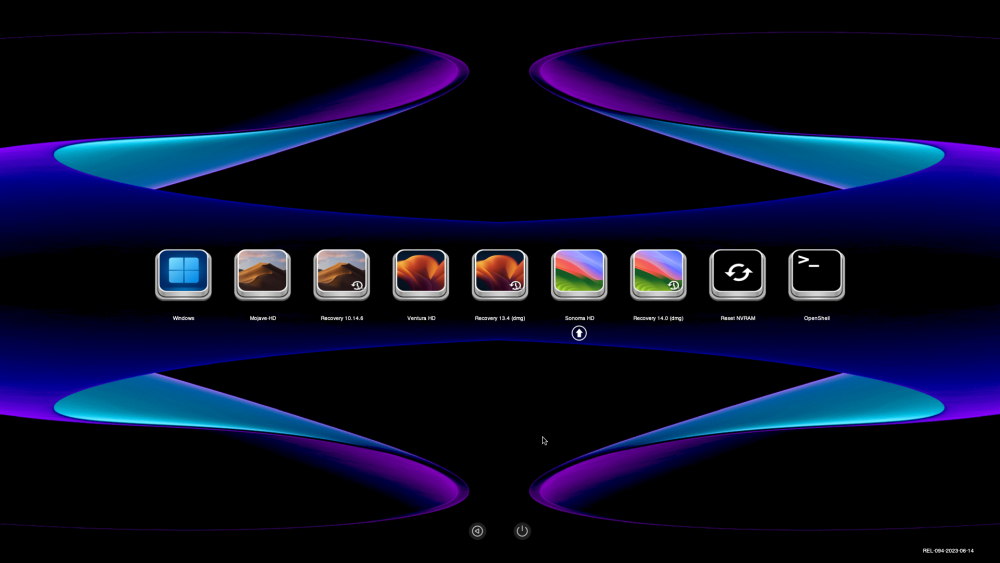 Windows
Mojave-HD
Recovery 10.14.6
Ventura HD
Recovery 13.4 (dmg)
Sonoma HD
Recovery 14.0 (dmg)
Reset NVRAM
OpenShell
REL-094-2023-06-14